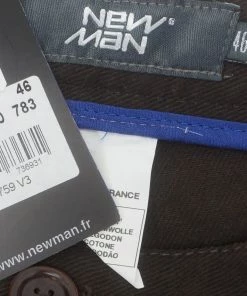 NEW
MAN
46
46
783
736931
759 V3
www.newman.fr
RANCE
WOLLE
GODON
COTONE
ODÃO